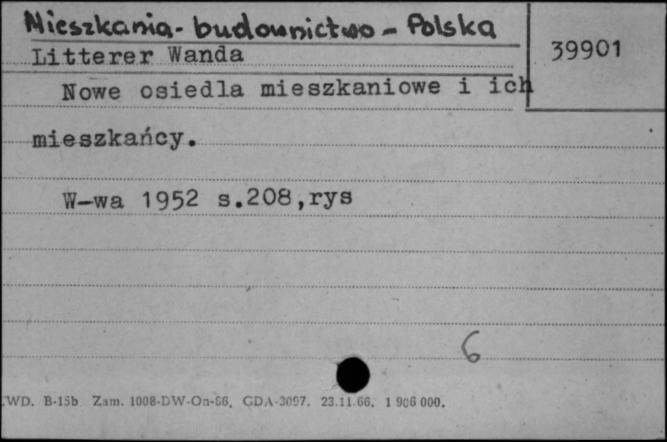 Mieszkania - budownictwo - Polska
39901
Litterer Wanda
Nowe osiedla mieszkaniowe i ich
mieszkańcy.
W-wa 1952 s.208,rys
6
WD. B-15b Zam. 1008-DW-On-66. GDA-3097. 23.11.66. 1 906 000.